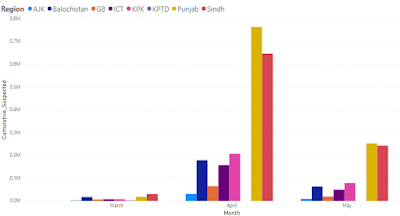 Region AJK Balochistan GB ICT KPK KPTD Punjab Sindh
0.8M
0.7M
0.6M
0.5M
0.4M
0.3M
0.2M
0.1M
0.0M
Cumulative_Suspected
March April May
Month